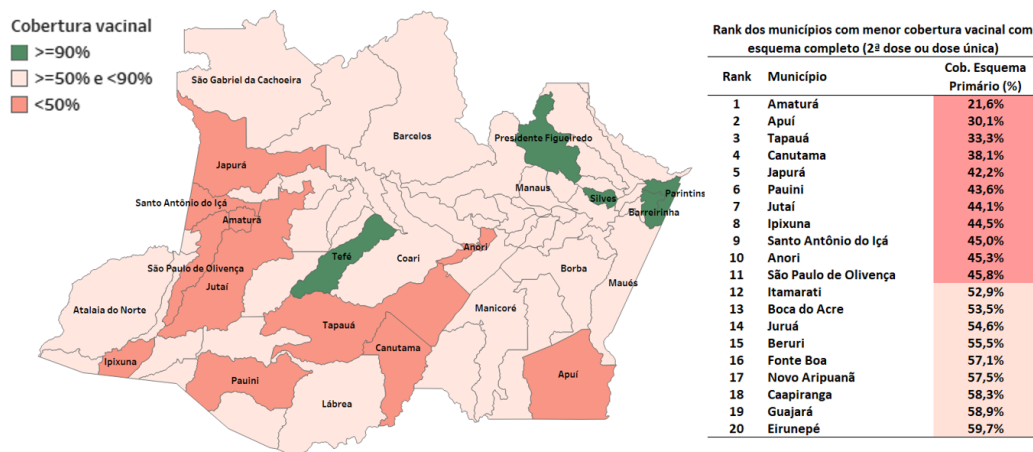 Cobertura vacinal
>=90%
>=50% e <90%
<50%
São Gabriel da Cachoeira
Barcelos
Presidente Figueiredo
Japurá
Manaus
Parintins
Silves
Santo Antônio do Içá
Barreirinha
Amaturá
Anori
Tefé
Coari
São Paulo de Olivença
Borba
Jutaí
Maués
Atalaia do Norte
Manicoré
Tapauá
Canutama
Ipixuna
Pauini
Apuí
Lábrea
Rank dos municípios com menor cobertura vacinal com
esquema completo (2ª dose ou dose única)
Rank Município Cob. Esquema
Primário (%)
1 Amaturá 21,6%
2 Apuí 30,1%
3 Tapauá 33,3%
4 Canutama 38,1%
5 Japurá 42,2%
6 Pauini 43,6%
7 Jutaí 44,1%
8 Ipixuna 44,5%
9 Santo Antônio do Içá 45,0%
10 Anori 45,3%
11 São Paulo de Olivença 45,8%
12 Itamarati 52,9%
13 Boca do Acre 53,5%
14 Juruá 54,6%
15 Beruri 55,5%
16 Fonte Boa 57,1%
17 Novo Aripuanã 57,5%
18 Caapiranga 58,3%
19 Guajará 58,9%
20 Eirunepé 59,7%